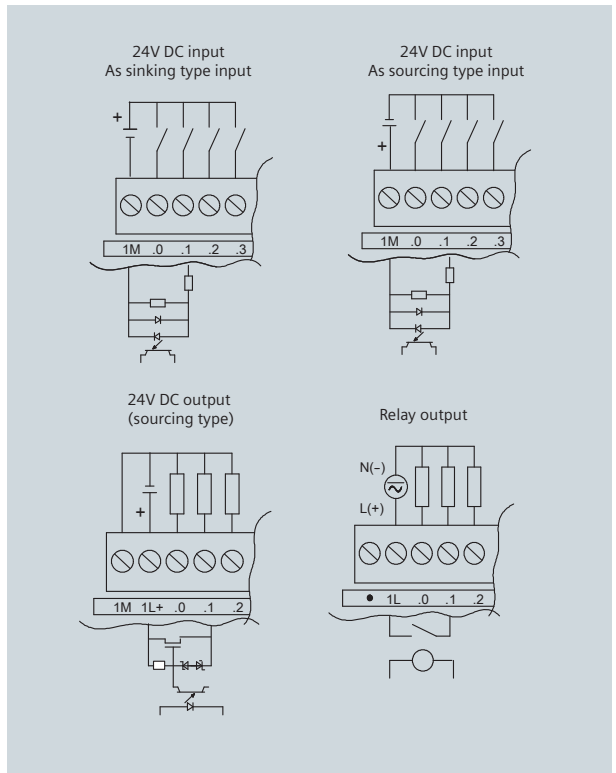 24V DC input
As sinking type input
+
1M .0 .1 .2 .3
24V DC input
As sourcing type input
+
1M .0 .1 .2 .3
24V DC output
(sourcing type)
+
1M 1L+ .0 .1 .2
Relay output
N(–)
L(+)
1L .0 .1 .2